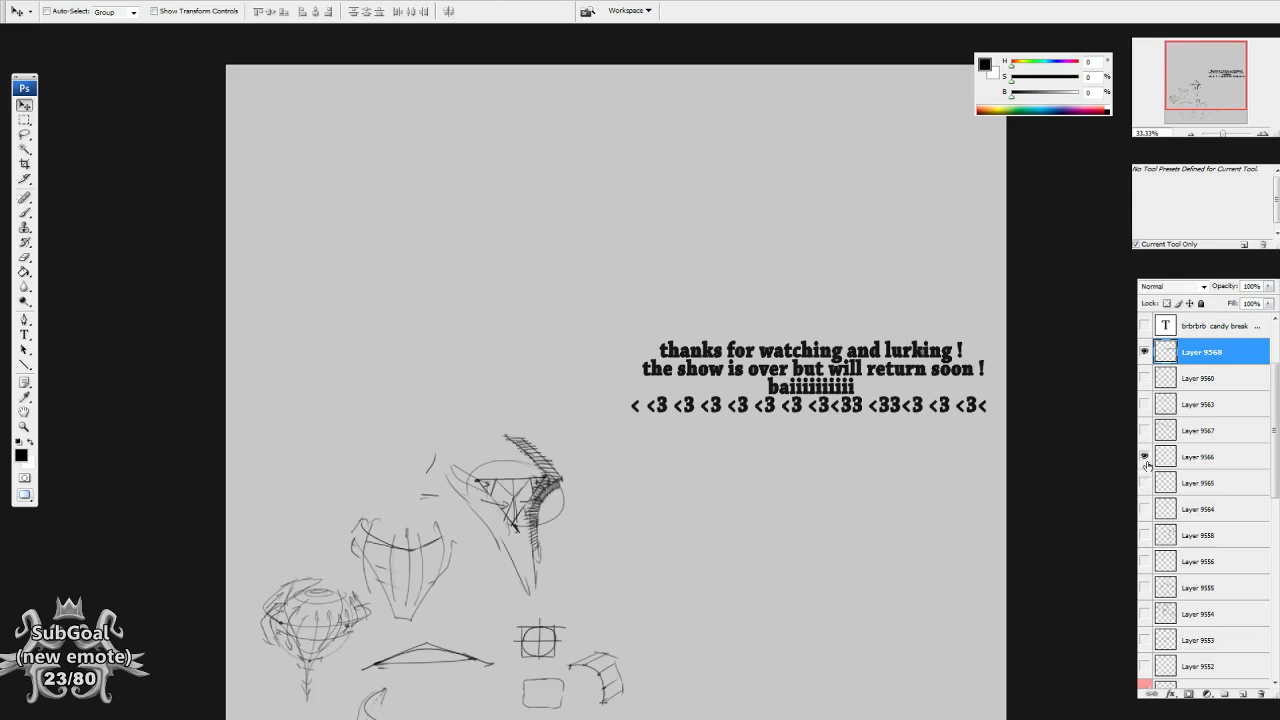 Auto-Select: Group Show Transform Controls Workspace
Ps
H 0 °
S 0 %
B 0 %
33.33%
No Tool Presets Defined for Current Tool.
Current Tool Only
Normal Opacity: 100%
Lock: Fill: 100%
T brbrbrb candy break ...
Layer 9568
Layer 9560
Layer 9563
Layer 9567
Layer 9566
Layer 9565
Layer 9564
Layer 9558
Layer 9556
Layer 9555
Layer 9554
Layer 9553
Layer 9552
thanks for watching and lurking !
the show is over but will return soon !
baiiiiiiiiii
< <3 <3 <3 <3 <3 <3 <3<33 <33<3 <3 <3<
SubGoal
(new emote)
23/80